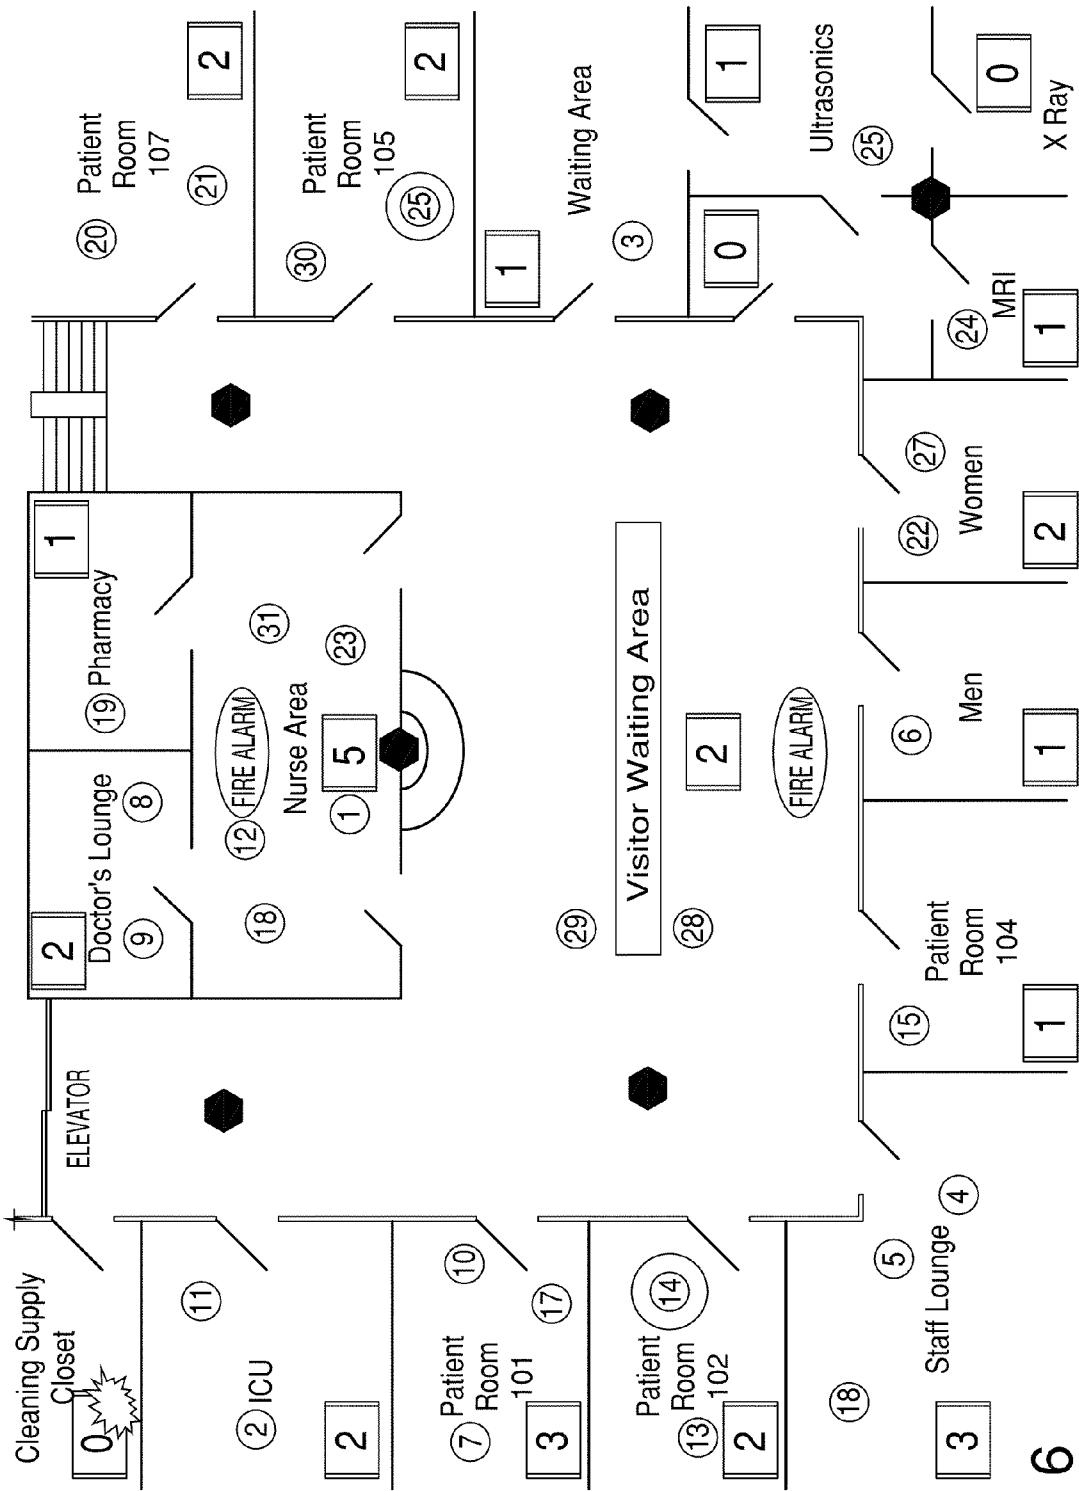 Cleaning Supply
Closet
0
ELEVATOR
2
Doctor's Lounge
9
8
1
19
Pharmacy
20
Patient
Room
107
21
2
11
2
ICU
2
18
12
FIRE ALARM
31
Nurse Area
1
5
23
30
Patient
Room
105
25
2
10
7
Patient
Room
101
17
3
29
Visitor Waiting Area
28
2
FIRE ALARM
1
3
Waiting Area
14
13
Patient
Room
102
2
0
1
Ultrasonics
25
18
5
4
Staff Lounge
3
15
Patient
Room
104
1
6
Men
1
22
27
Women
2
24
MRI
1
0
X Ray
6